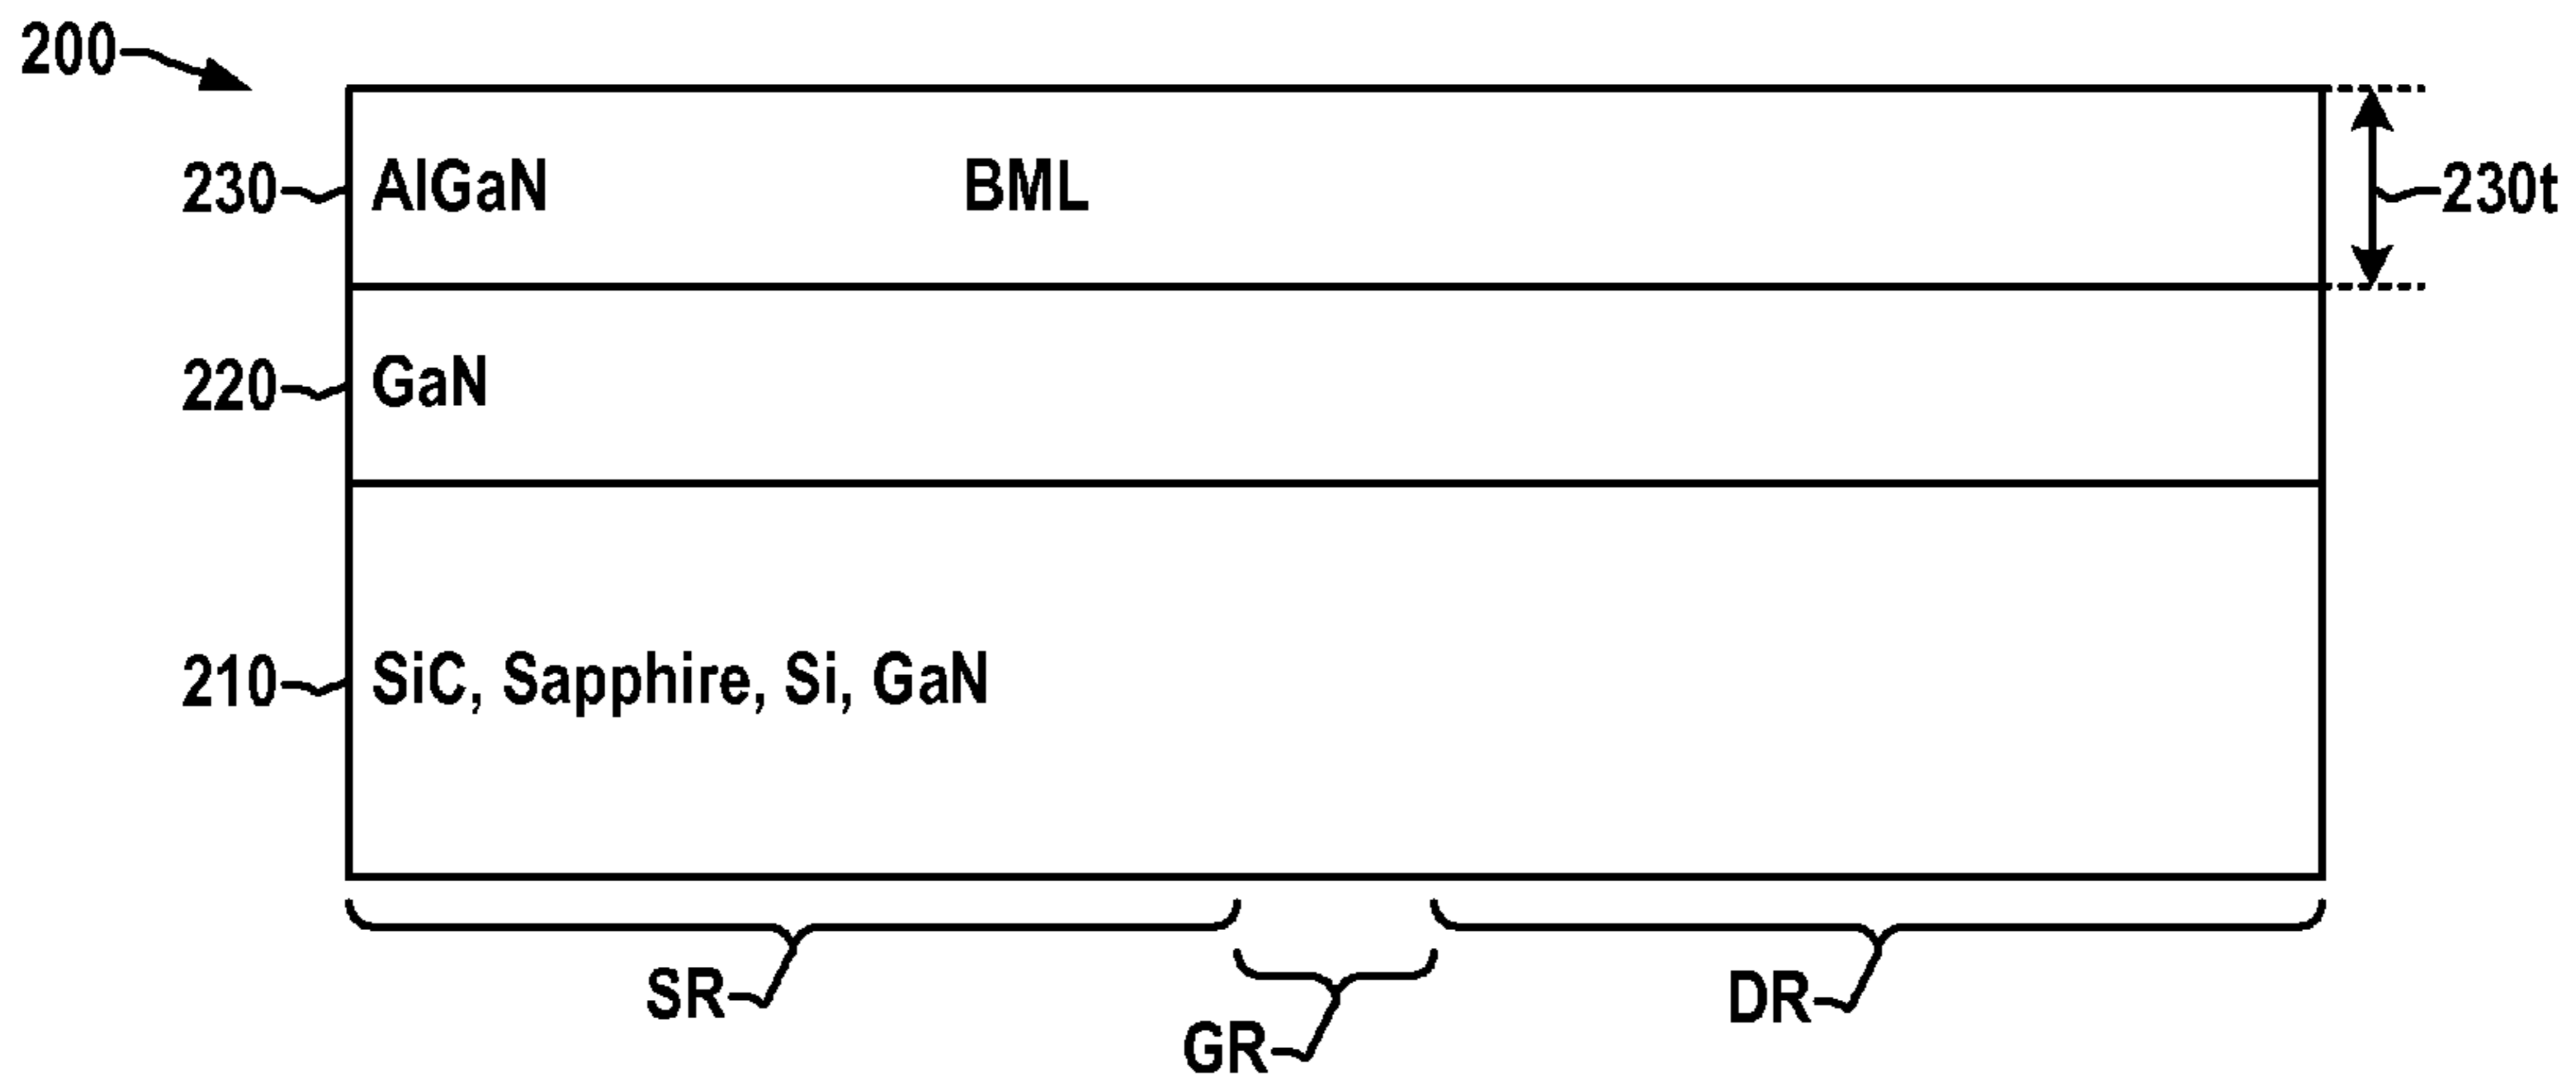 200
230 AlGaN BML 230t
220 GaN
210 SiC, Sapphire, Si, GaN
SR DR
GR